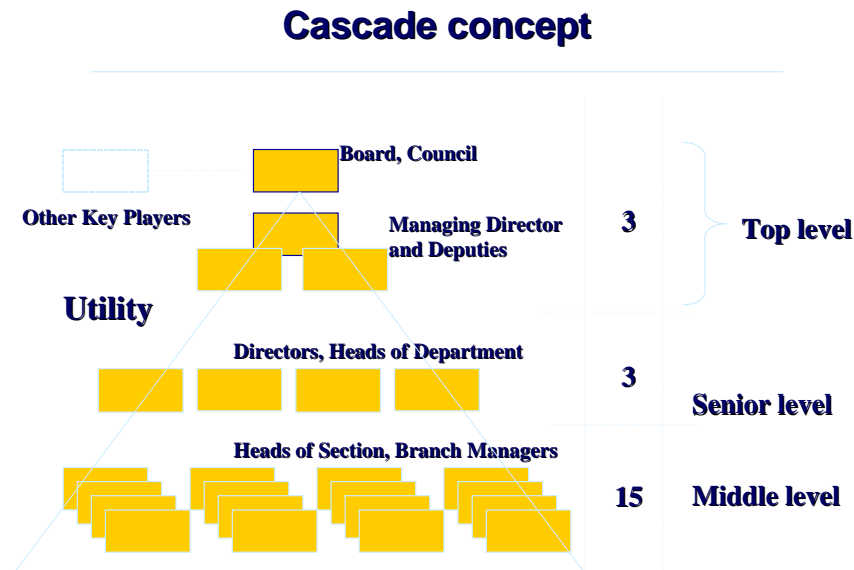 Cascade concept
Board, Council
Other Key Players
Managing Director
and Deputies
3
Top level
Utility
Directors, Heads of Department
3
Senior level
Heads of Section, Branch Managers
15
Middle level